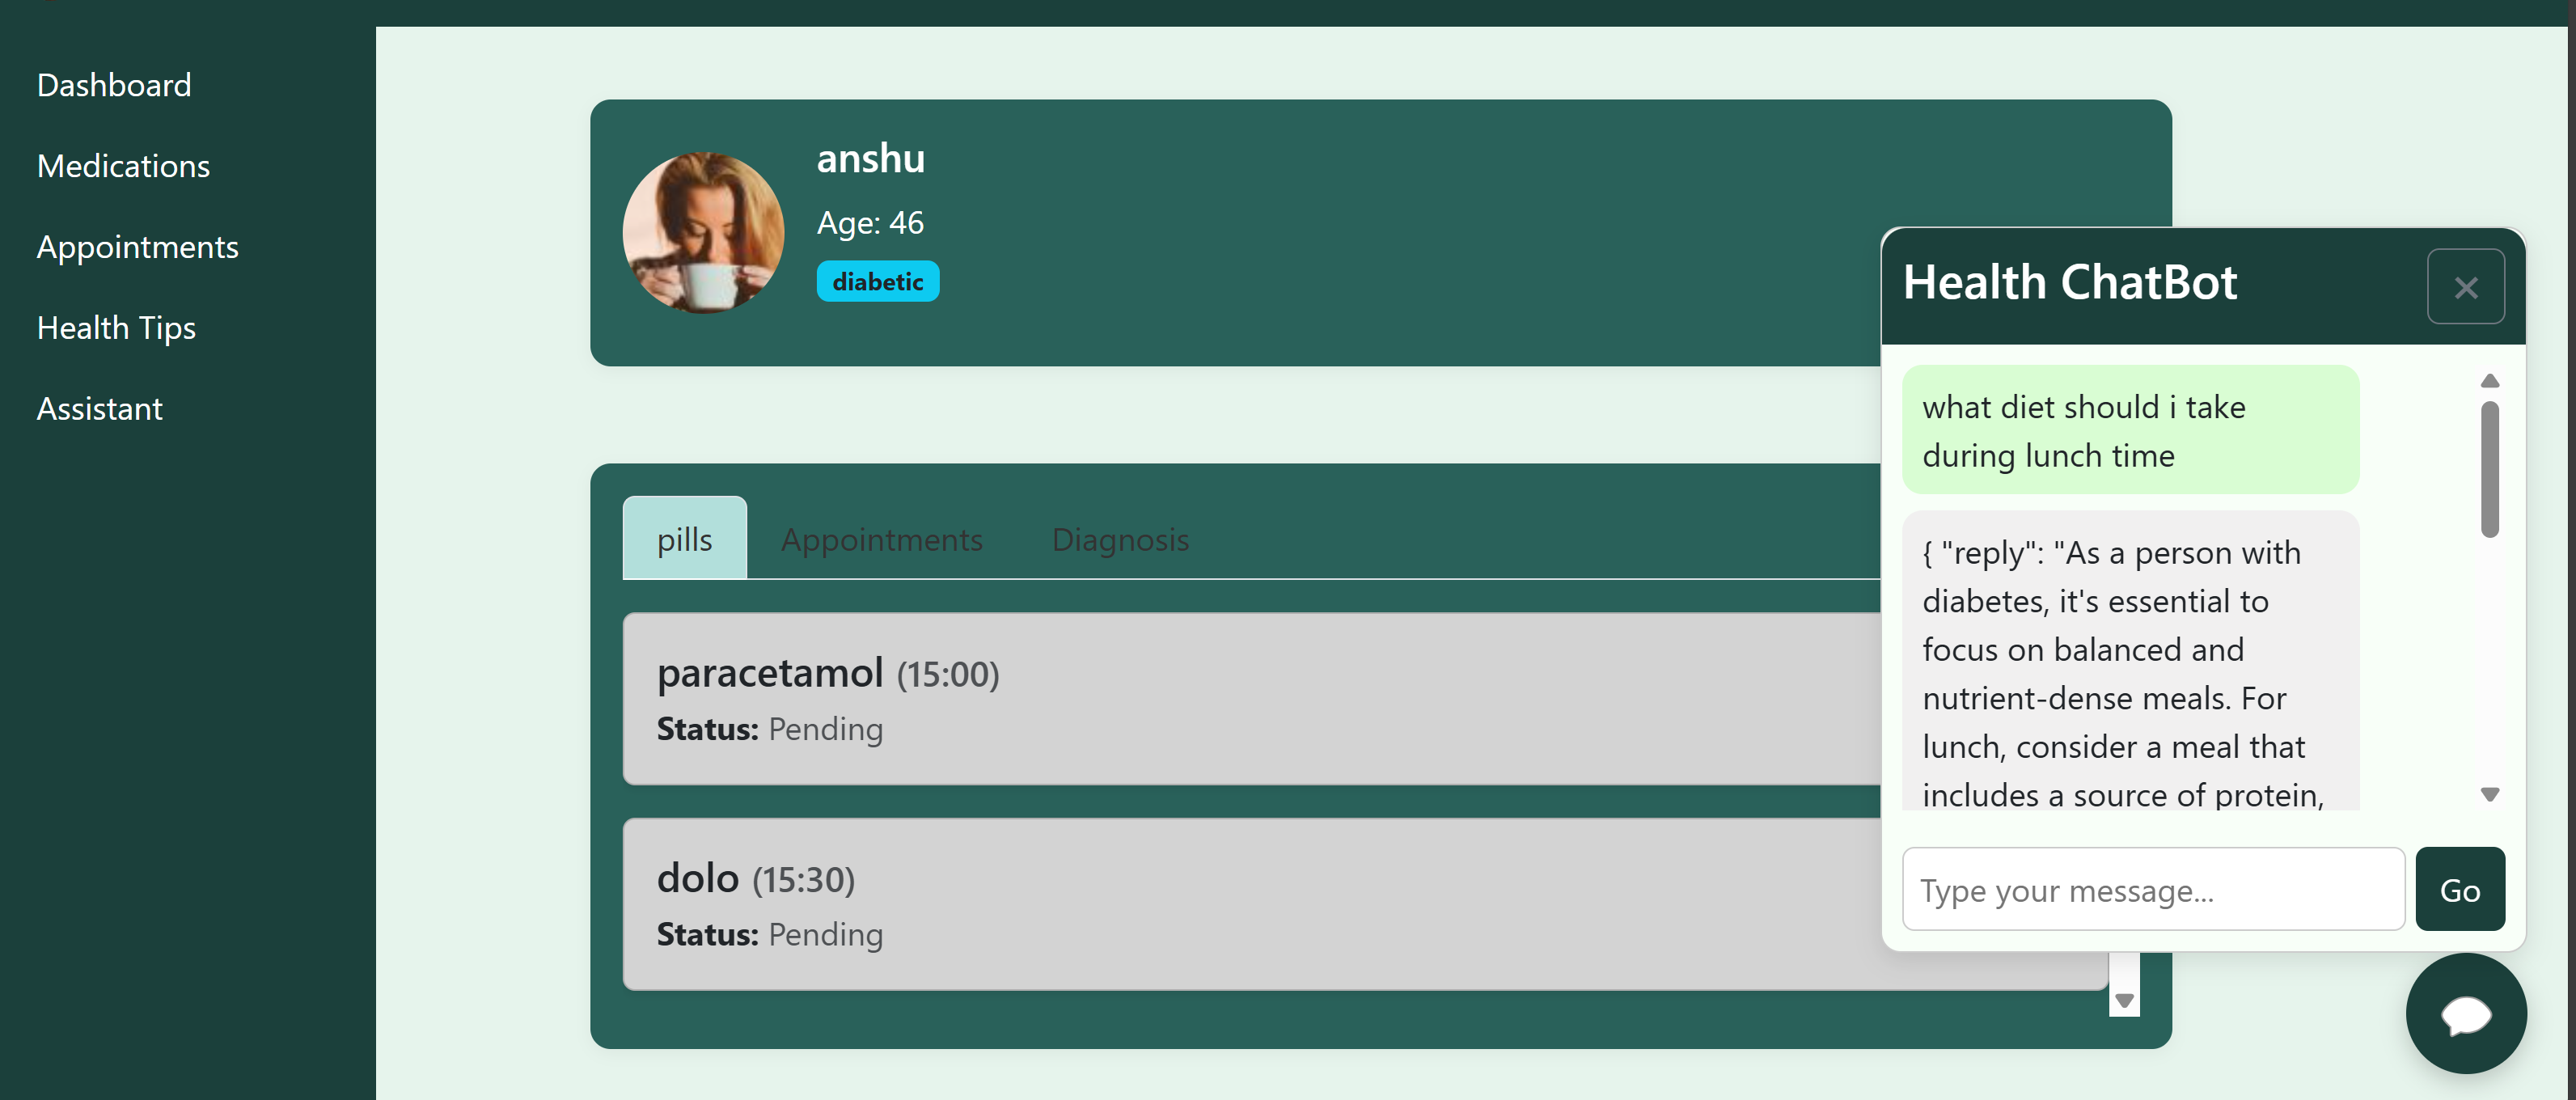 Dashboard
Medications
Appointments
Health Tips
Assistant
anshu
Age: 46
diabetic
pills
Appointments
Diagnosis
paracetamol (15:00)
Status: Pending
dolo (15:30)
Status: Pending
Health ChatBot
what diet should i take
during lunch time
{ "reply": "As a person with
diabetes, it's essential to
focus on balanced and
nutrient-dense meals. For
lunch, consider a meal that
includes a source of protein,
Type your message...
Go